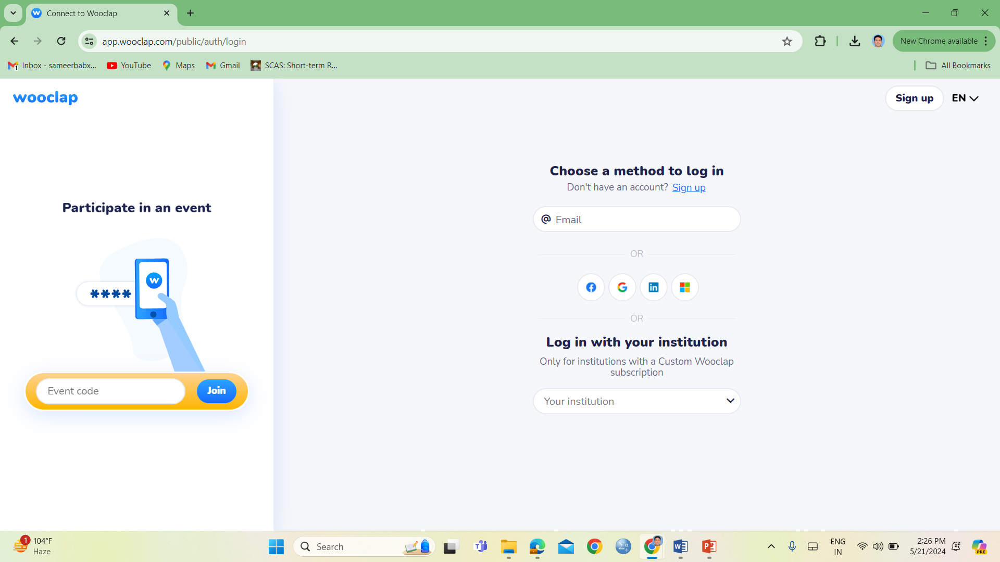 Connect to Wooclap
app.wooclap.com/public/auth/login
New Chrome available
1
Inbox - sameerbabx...
YouTube
Maps
Gmail
SCAS: Short-term R...
All Bookmarks
wooclap
Sign up
EN
Participate in an event
****
w
Event code
Join
Choose a method to log in
Don't have an account? Sign up
@ Email
OR
OR
Log in with your institution
Only for institutions with a Custom Wooclap
subscription
Your institution
1
104°F
Haze
Search
ENG
IN
2:26 PM
5/21/2024
PRE